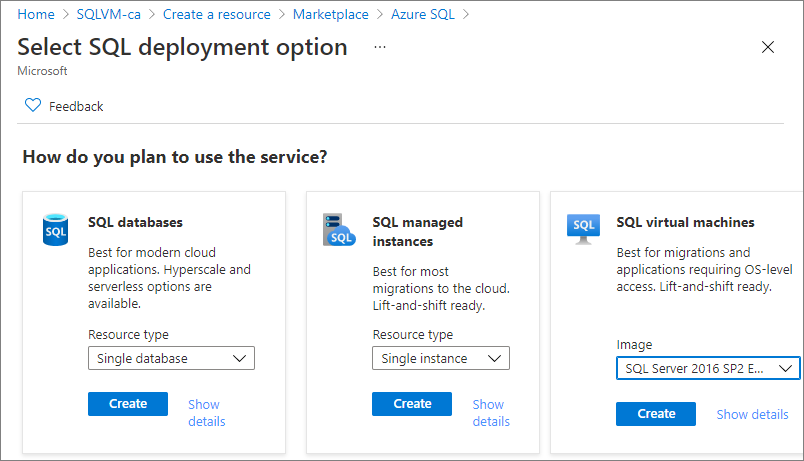 Home > SQLVM-ca > Create a resource > Marketplace > Azure SQL >
Select SQL deployment option ...
Microsoft
Feedback
How do you plan to use the service?
SQL
SQL databases
Best for modern cloud
applications. Hyperscale and
serverless options are
available.
Resource type
Single database
Create
Show
details
SQL
SQL managed
instances
Best for most
migrations to the cloud.
Lift-and-shift ready.
Resource type
Single instance
Create
Show
details
SQL
SQL virtual machines
Best for migrations and
applications requiring OS-level
access. Lift-and-shift ready.
Image
SQL Server 2016 SP2 E...
Create
Show details